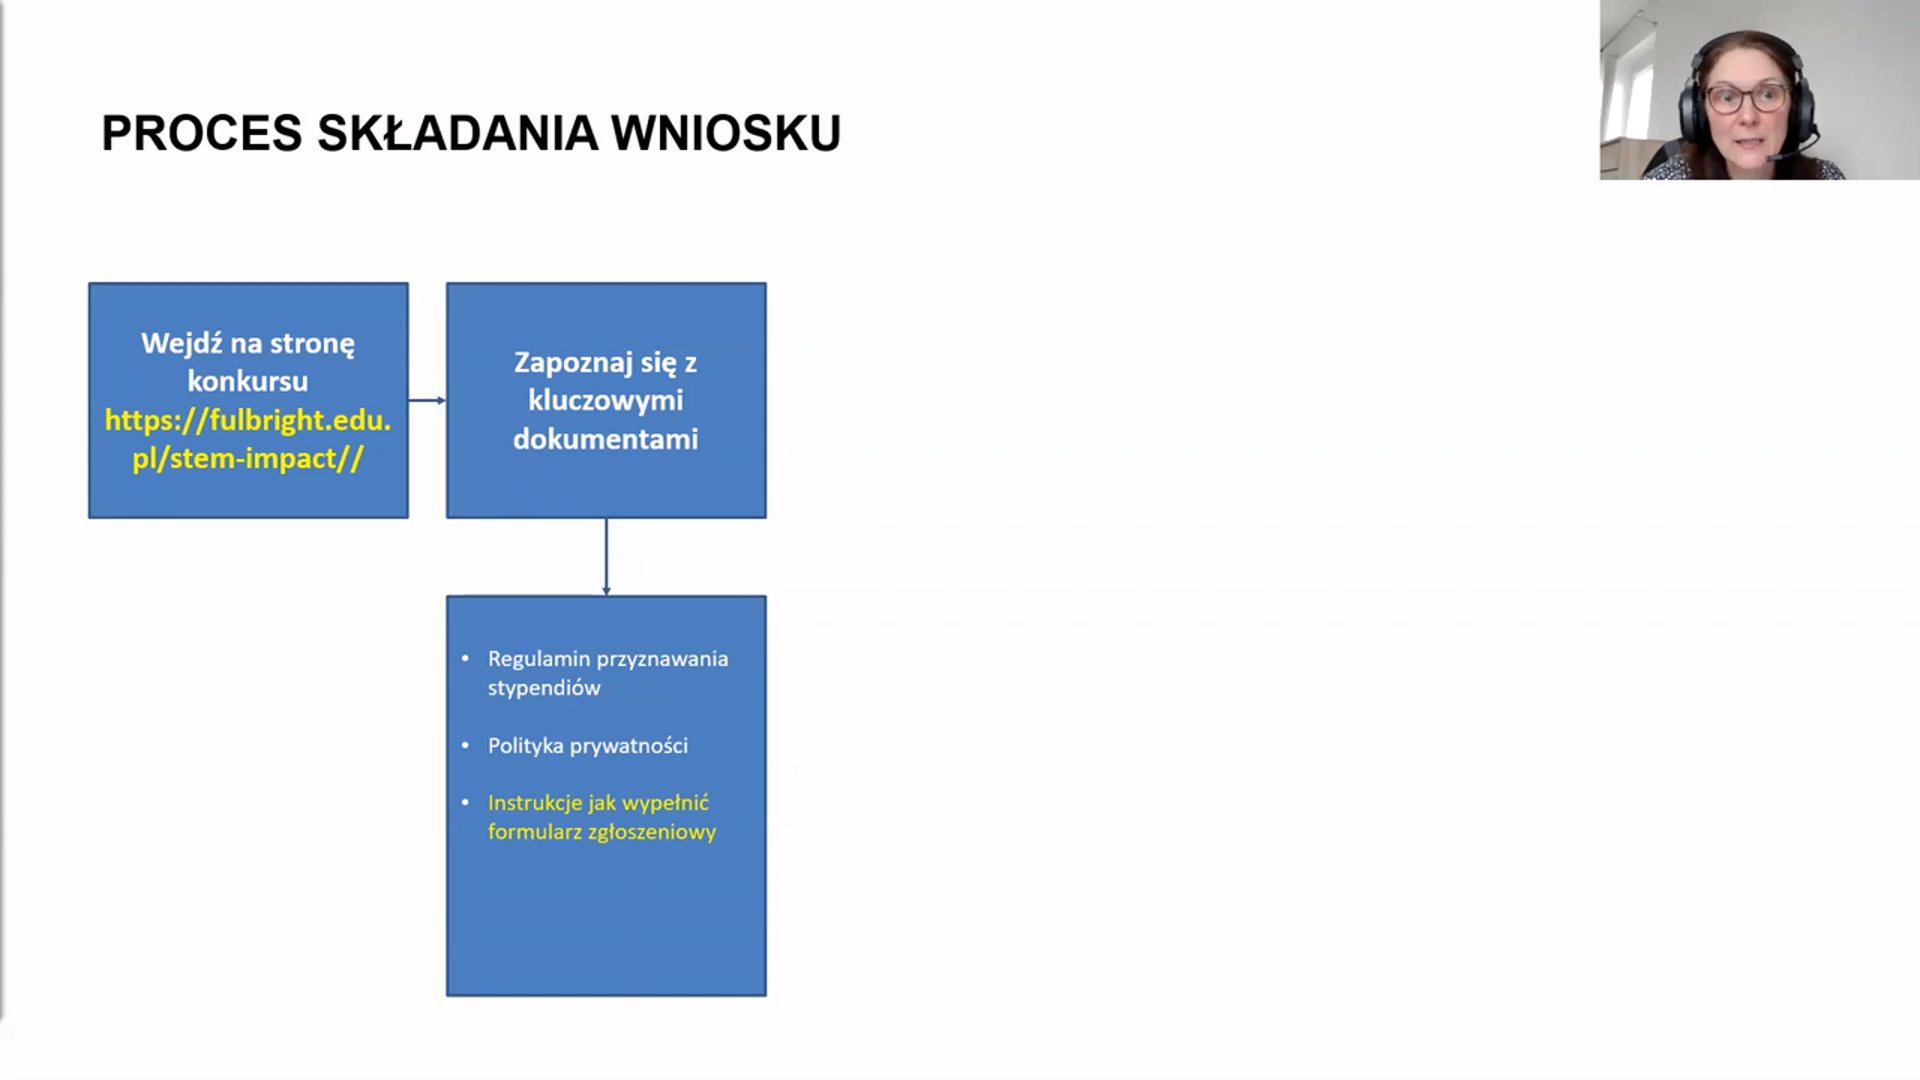 PROCES SKŁADANIA WNIOSKU
Wejdź na stronę
konkursu
https://fulbright.edu.
pl/stem-impact//
Zapoznaj się z
kluczowymi
dokumentami
• Regulamin przyznawania
stypendiów
• Polityka prywatności
• Instrukcje jak wypełnić
formularz zgłoszeniowy